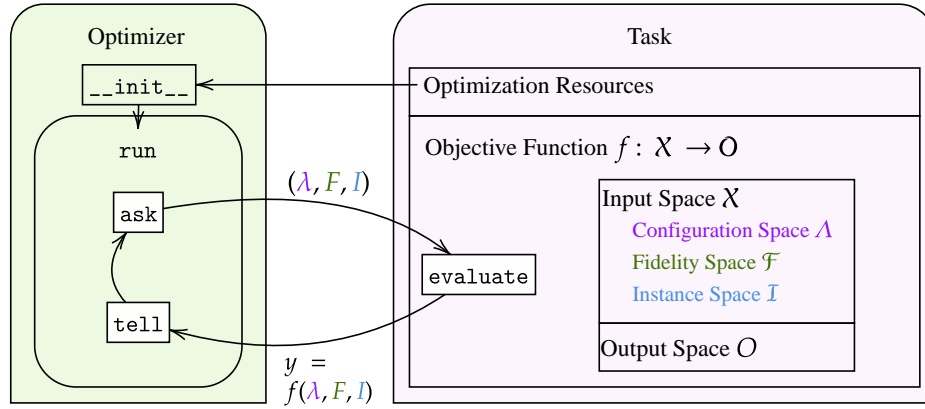 Optimizer
__init__
run
ask
tell
(λ, F, I)
y =
f(λ, F, I)
Task
Optimization Resources
Objective Function f : 𝒳 → O
evaluate
Input Space 𝒳
Configuration Space Λ
Fidelity Space ℱ
Instance Space ℐ
Output Space O